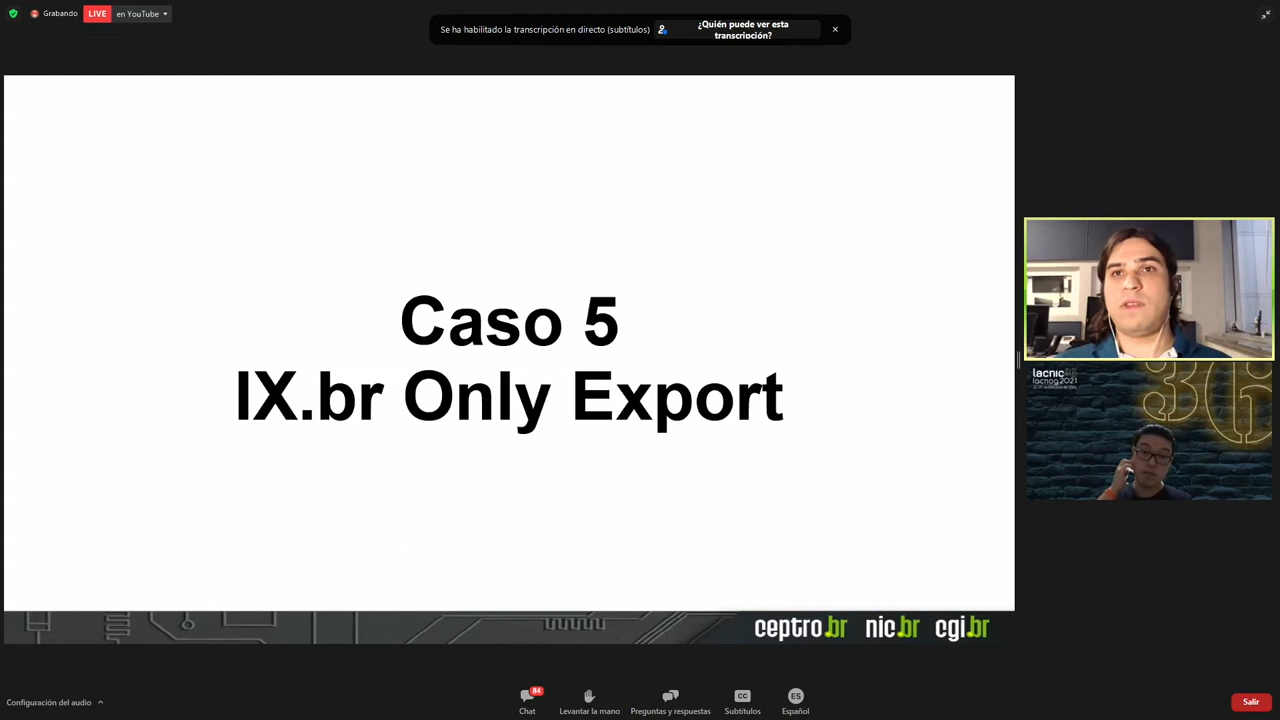 Grabando
LIVE
en YouTube
Se ha habilitado la transcripción en directo (subtítulos)
¿Quién puede ver esta
transcripción?
Caso 5
IX.br Only Export
ceptro.br nic.br cgi.br
lacnic36
lacnog 2021
36
Configuración del audio
84
Chat
Levantar la mano
Preguntas y respuestas
CC
Subtítulos
ES
Español
Salir